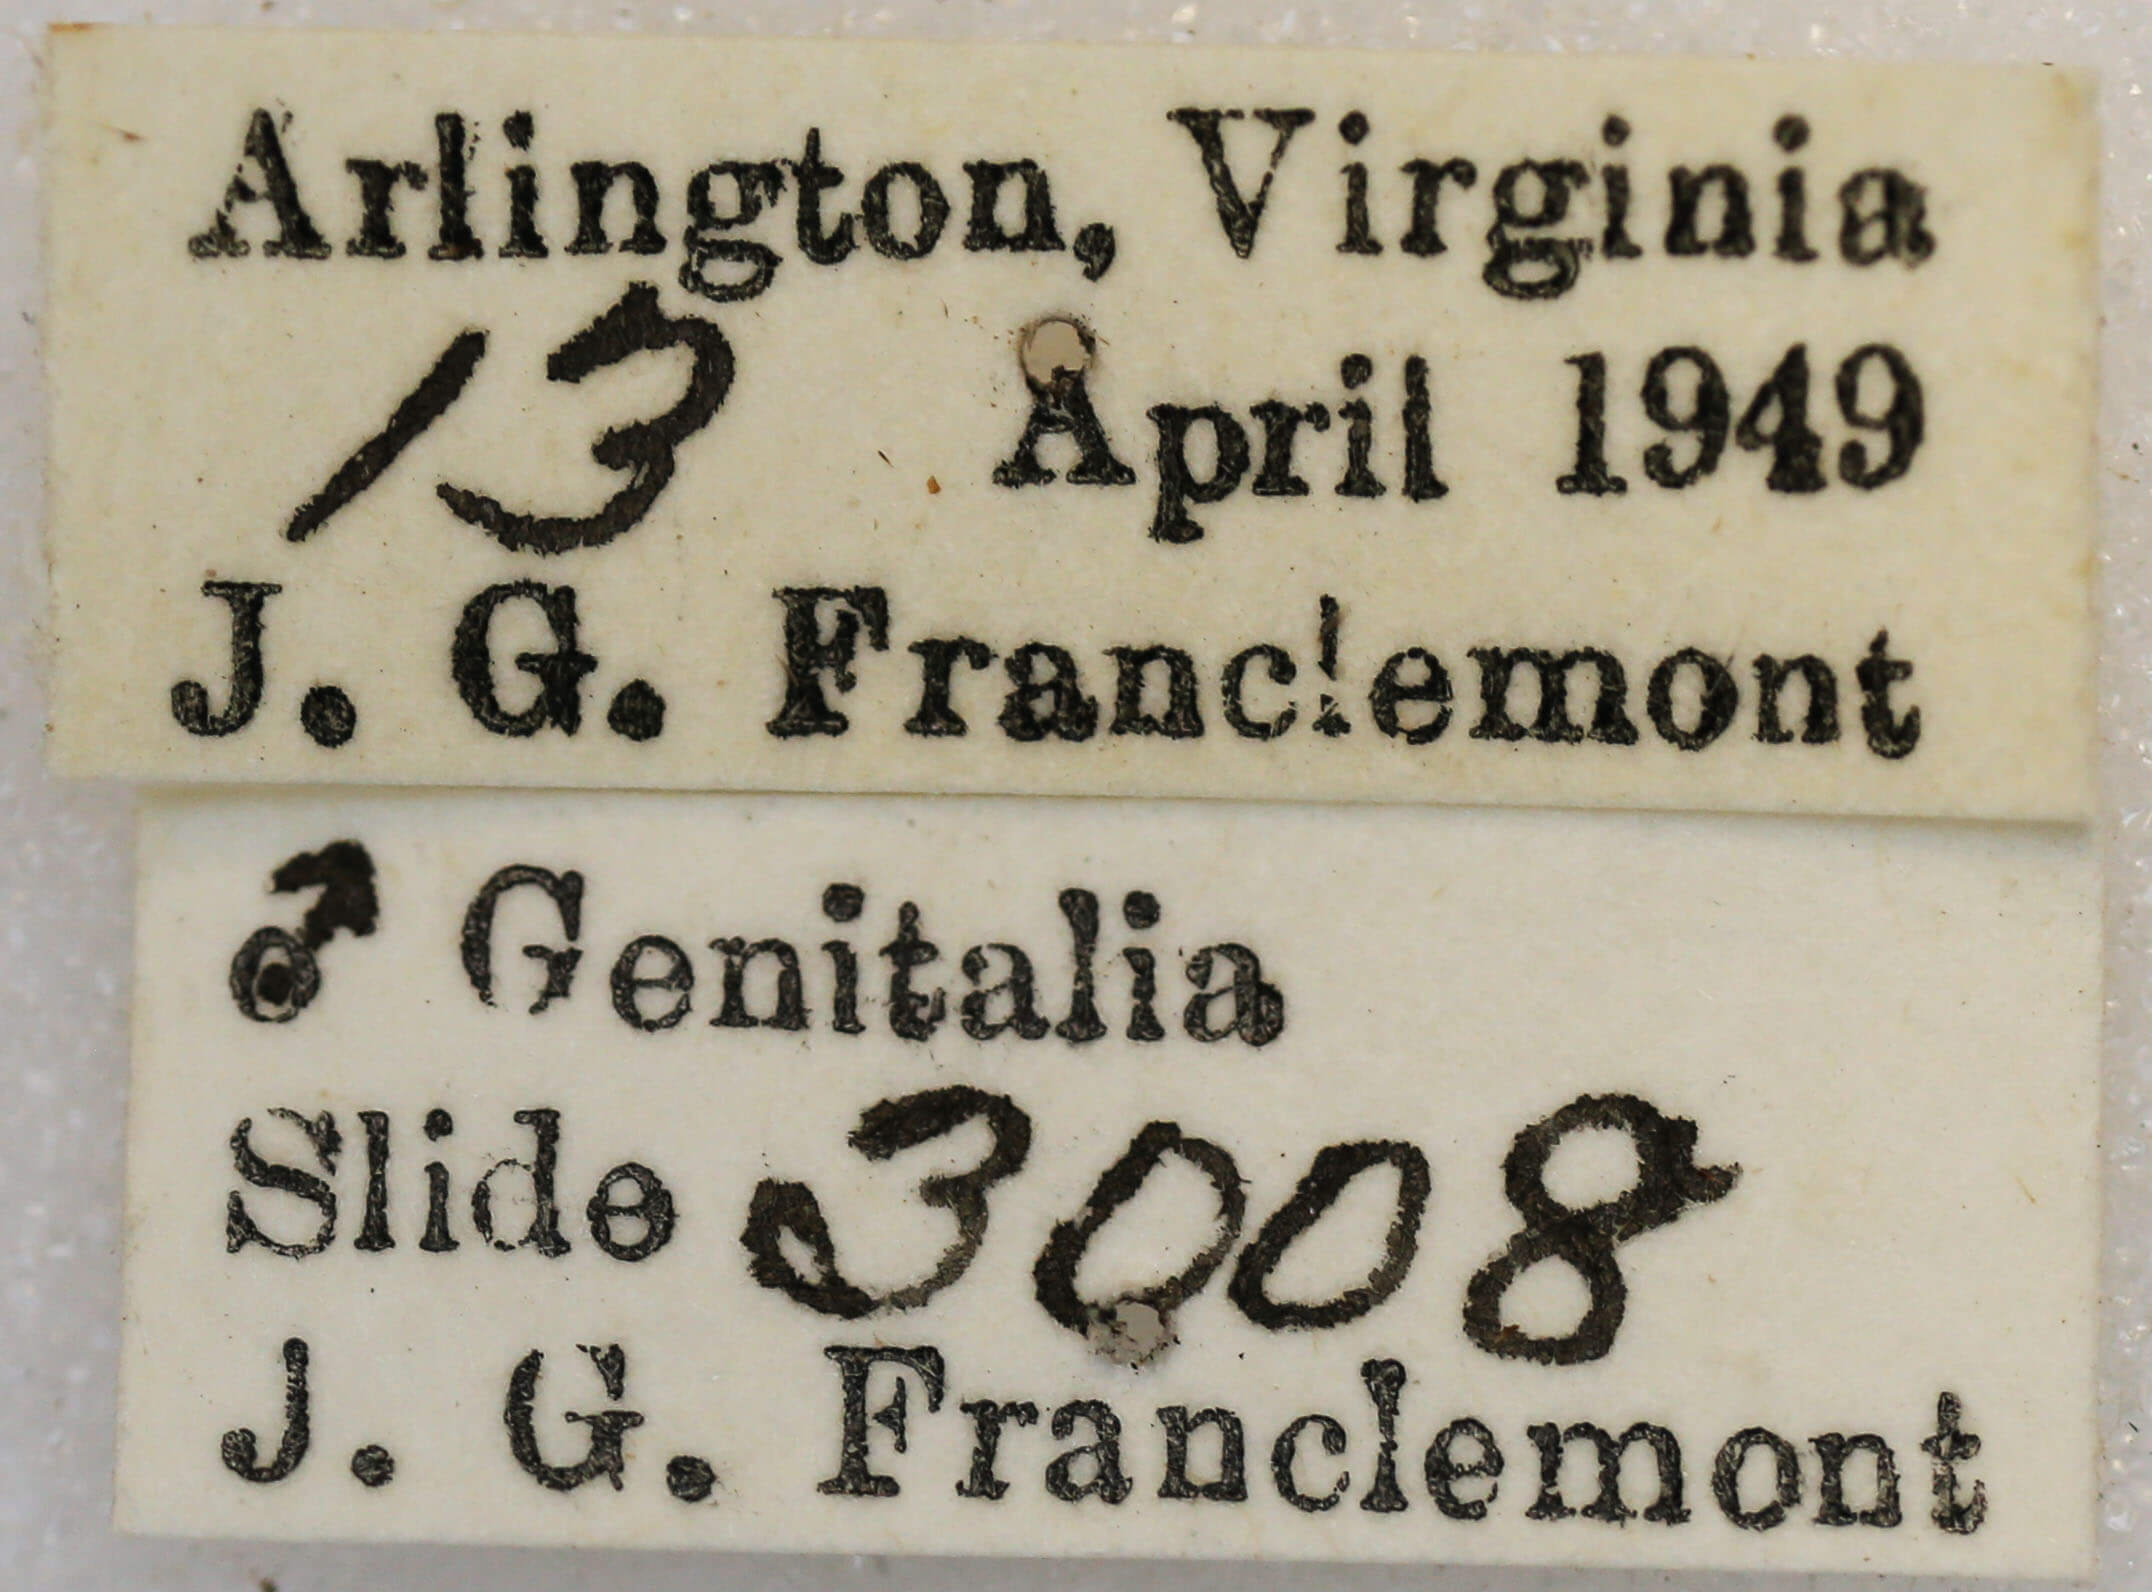 Arlington, Virginia
13 April 1949
J. G. Franclemont
♂ Genitalia
Slide 3008
J. G. Franclemont